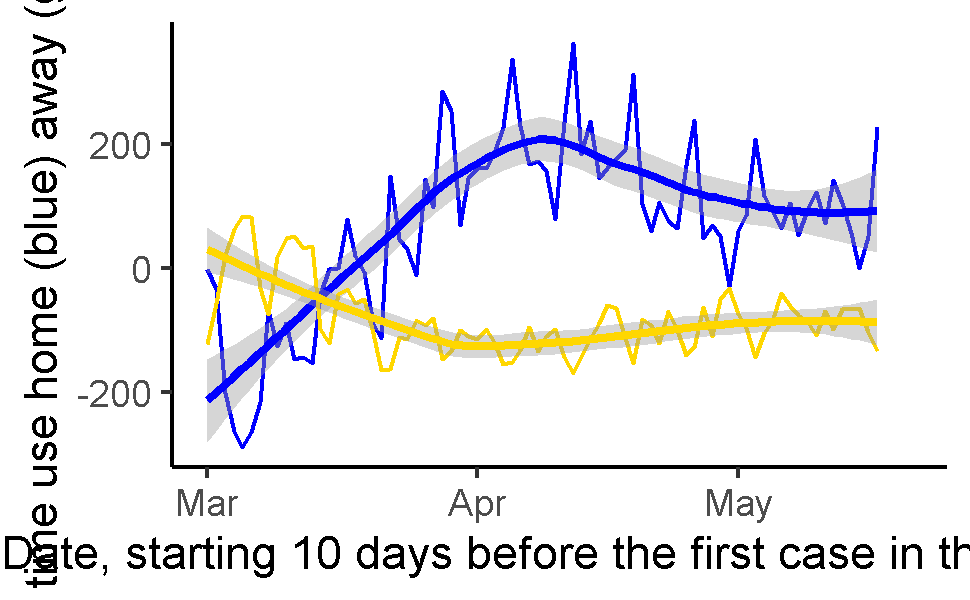 time use home (blue) away (
200
0
-200
Mar
Apr
May
Date, starting 10 days before the first case in th